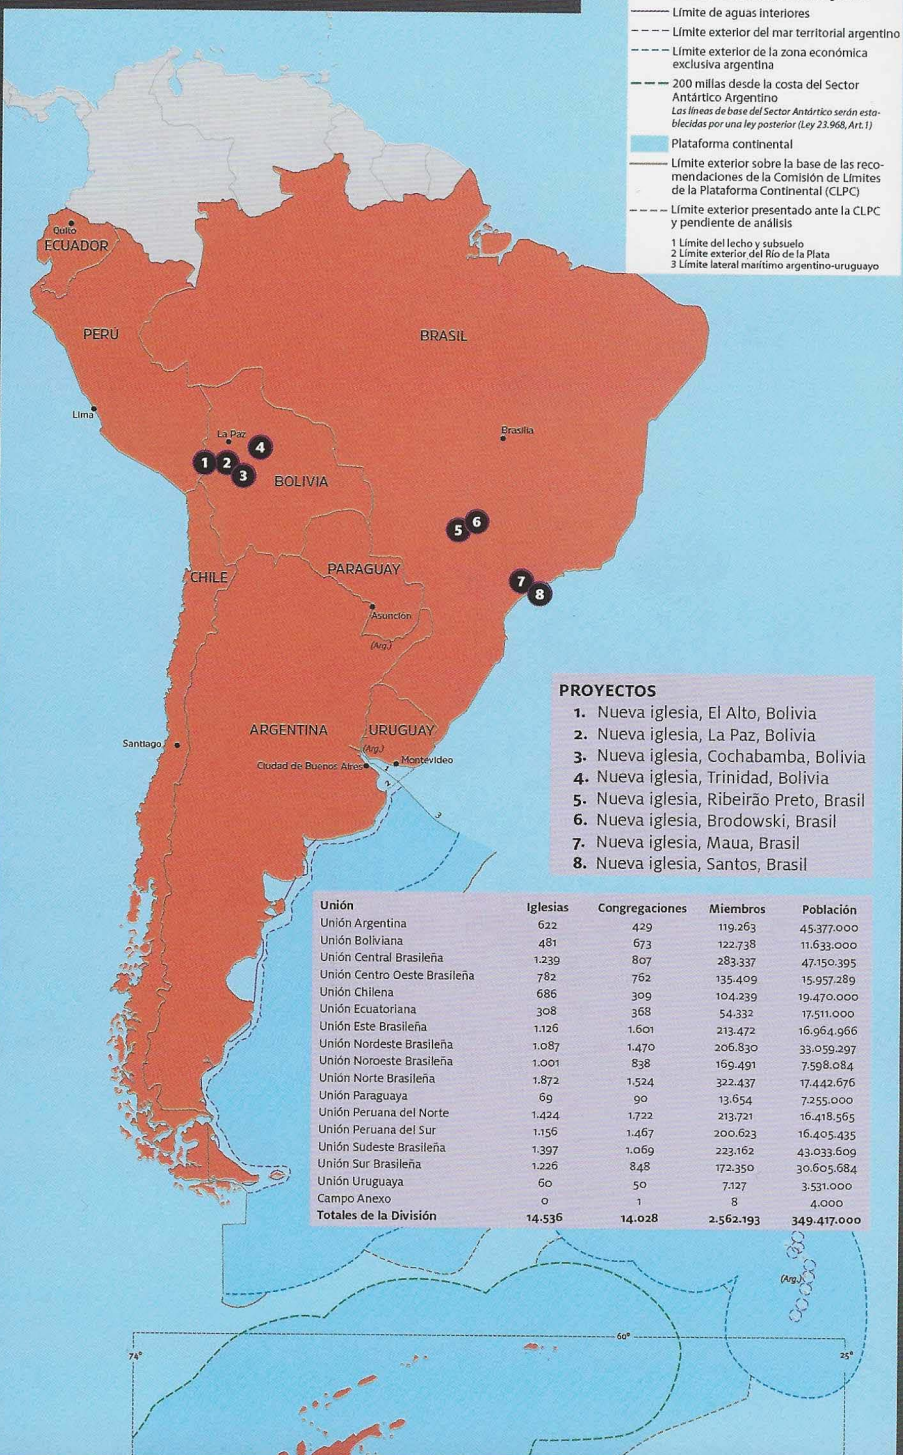 Límite de aguas interiores
Límite exterior del mar territorial argentino
Límite exterior de la zona económica
exclusiva argentina
200 millas desde la costa del Sector
Antártico Argentino
Las líneas de base del Sector Antártico serán esta-
blecidas por una ley posterior (Ley 23.968, Art.1)
Plataforma continental
Límite exterior sobre la base de las reco-
mendaciones de la Comisión de Límites
de la Plataforma Continental (CLPC)
Límite exterior presentado ante la CLPC
y pendiente de análisis
1 Límite del lecho y subsuelo
2 Límite exterior del Río de la Plata
3 Límite lateral marítimo argentino-uruguayo
Quito
ECUADOR
PERÚ
BRASIL
Lima
La Paz
Brasilia
1 2 3 4
BOLIVIA
5 6
CHILE
PARAGUAY
7
8
Asunción
(Arg.)
ARGENTINA
URUGUAY
Santiago
(Arg.)
Ciudad de Buenos Aires
Montevideo
1
2
3
PROYECTOS
1. Nueva iglesia, El Alto, Bolivia
2. Nueva iglesia, La Paz, Bolivia
3. Nueva iglesia, Cochabamba, Bolivia
4. Nueva iglesia, Trinidad, Bolivia
5. Nueva iglesia, Ribeirão Preto, Brasil
6. Nueva iglesia, Brodowski, Brasil
7. Nueva iglesia, Maua, Brasil
8. Nueva iglesia, Santos, Brasil
Unión Iglesias Congregaciones Miembros Población
Unión Argentina 622 429 119.263 45.377.000
Unión Boliviana 481 673 122.738 11.633.000
Unión Central Brasileña 1.239 807 283.337 47.150.395
Unión Centro Oeste Brasileña 782 762 135.409 15.957.289
Unión Chilena 686 309 104.239 19.470.000
Unión Ecuatoriana 308 368 54.332 17.511.000
Unión Este Brasileña 1.126 1.601 213.472 16.964.966
Unión Nordeste Brasileña 1.087 1.470 206.830 33.059.297
Unión Noroeste Brasileña 1.001 838 169.491 7.598.084
Unión Norte Brasileña 1.872 1.524 322.437 17.442.676
Unión Paraguaya 69 90 13.654 7.255.000
Unión Peruana del Norte 1.424 1.722 213.721 16.418.565
Unión Peruana del Sur 1.156 1.467 200.623 16.405.435
Unión Sudeste Brasileña 1.397 1.069 223.162 43.033.609
Unión Sur Brasileña 1.226 848 172.350 30.605.684
Unión Uruguaya 60 50 7.127 3.531.000
Campo Anexo 0 1 8 4.000
Totales de la División 14.536 14.028 2.562.193 349.417.000
(Arg.)
60°
74°
25°